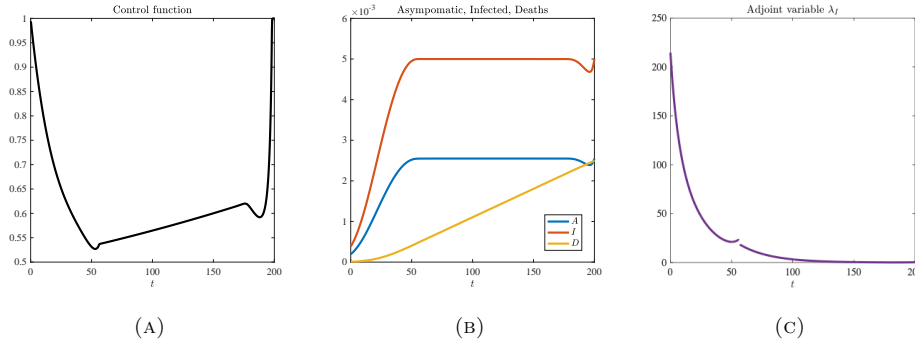 Control function
1
0.95
0.9
0.85
0.8
0.75
0.7
0.65
0.6
0.55
0.5
0 50 100 150 200
t
(A)
Asypomatic, Infected, Deaths
×10⁻³
6
5
4
3
2
1
0
A
I
D
0 50 100 150 200
t
(B)
Adjoint variable λ_I
250
200
150
100
50
0
0 50 100 150 200
t
(C)